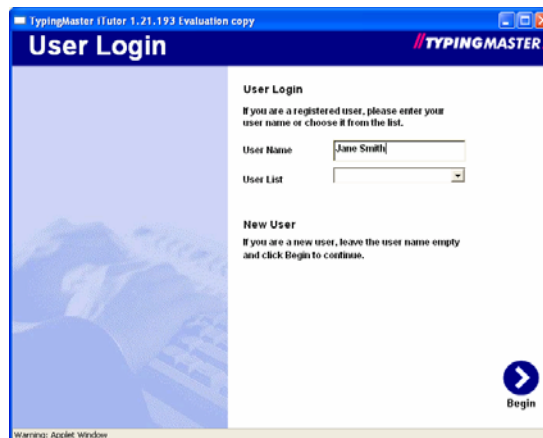 TypingMaster iTutor 1.21.193 Evaluation copy
User Login
//TYPINGMASTER
User Login
If you are a registered user, please enter your
user name or choose it from the list.
User Name
Jane Smith
User List
New User
If you are a new user, leave the user name empty
and click Begin to continue.
Begin
Warning: Applet Window